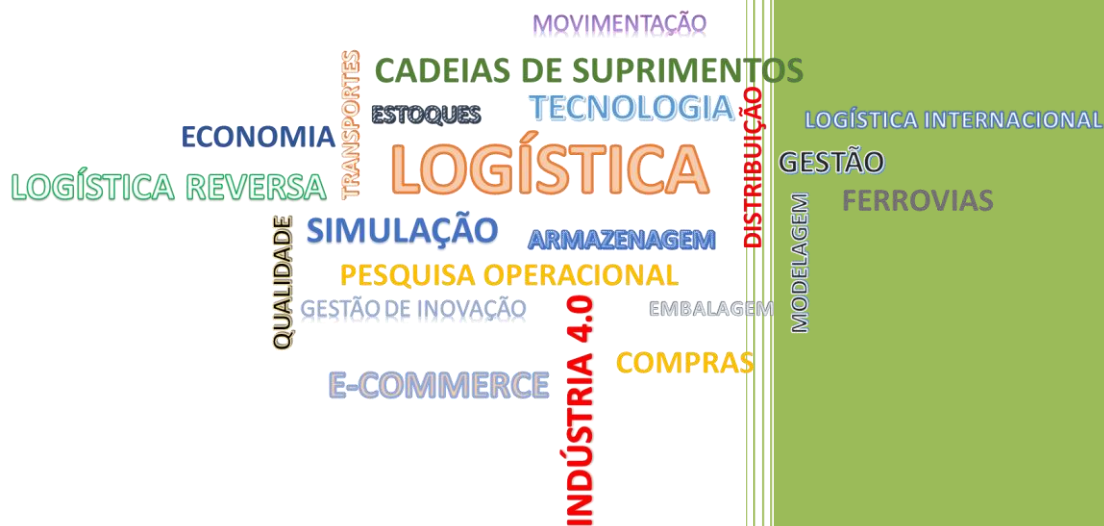 MOVIMENTAÇÃO
CADEIAS DE SUPRIMENTOS
TRANSPORTES
ESTOQUES
TECNOLOGIA
DISTRIBUIÇÃO
LOGÍSTICA INTERNACIONAL
ECONOMIA
LOGÍSTICA
GESTÃO
LOGÍSTICA REVERSA
FERROVIAS
MODELAGEM
QUALIDADE
SIMULAÇÃO
ARMAZENAGEM
PESQUISA OPERACIONAL
GESTÃO DE INOVAÇÃO
INDÚSTRIA 4.0
EMBALAGEM
COMPRAS
E-COMMERCE